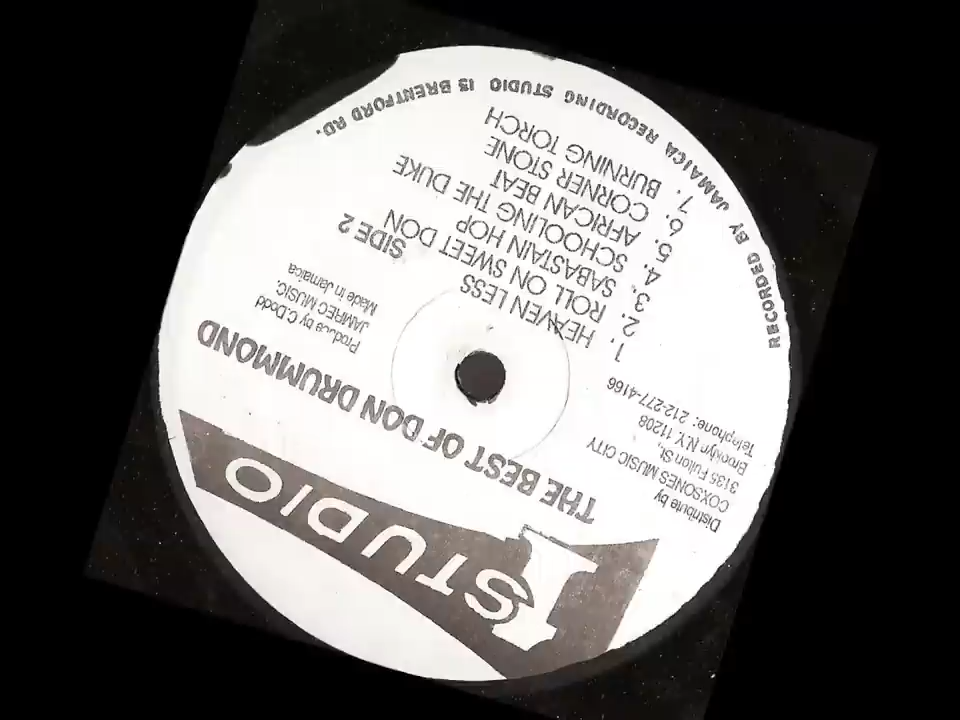 STUDIO 1
THE BEST OF DON DRUMMOND
Distribute by
COXSONES MUSIC CITY
3135 Fulton St.,
Brooklyn N.Y. 11208
Telephone: 212-277-4166
Produce by C.Dodd
JAMREC MUSIC.
Made in Jamaica
SIDE 2
1. HEAVEN LESS
2. ROLL ON SWEET DON
3. SABASTAIN HOP
4. SCHOOLING THE DUKE
5. AFRICAN BEAT
6. CORNER STONE
7. BURNING TORCH
RECORDED BY JAMAICA RECORDING STUDIO 13 BRENTFORD RD.